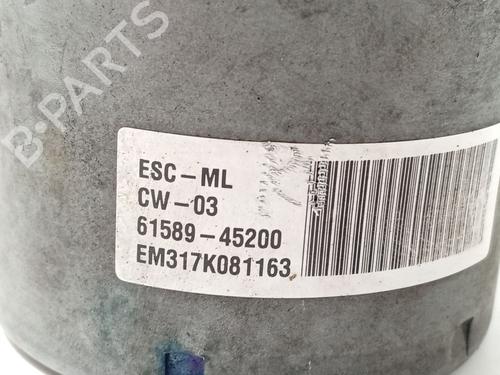 B-PARTS
ESC-ML
CW-03
61589-45200
EM317K081163